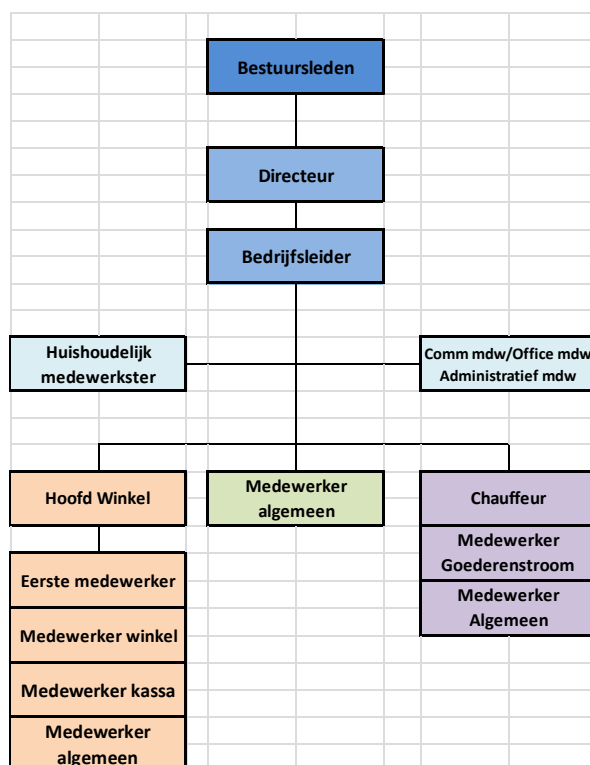 Bestuursleden
Directeur
Bedrijfsleider
Huishoudelijk
medewerkster
Comm mdw/Office mdw
Administratief mdw
Hoofd Winkel
Medewerker
algemeen
Chauffeur
Medewerker
Goederenstroom
Medewerker
Algemeen
Eerste medewerker
Medewerker winkel
Medewerker kassa
Medewerker
algemeen